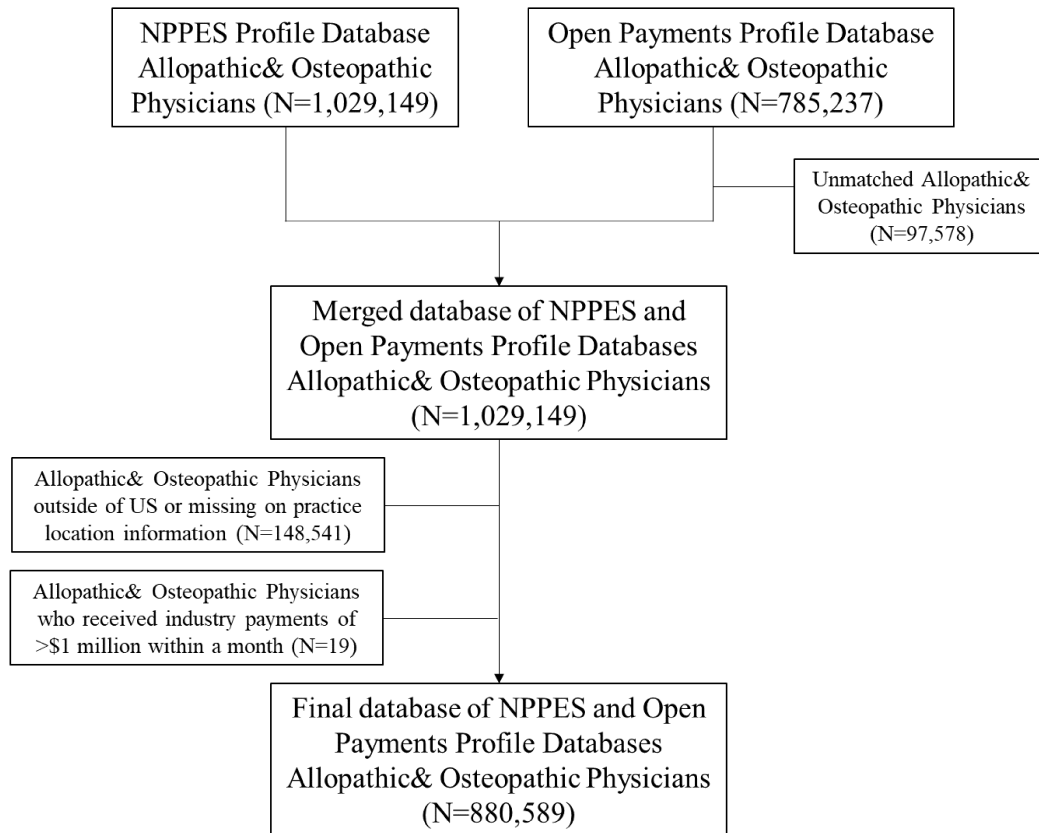 NPPES Profile Database
Allopathic& Osteopathic
Physicians (N=1,029,149)
Open Payments Profile Database
Allopathic& Osteopathic
Physicians (N=785,237)
Unmatched Allopathic&
Osteopathic Physicians
(N=97,578)
Merged database of NPPES and
Open Payments Profile Databases
Allopathic& Osteopathic Physicians
(N=1,029,149)
Allopathic& Osteopathic Physicians
outside of US or missing on practice
location information (N=148,541)
Allopathic& Osteopathic Physicians
who received industry payments of
>$1 million within a month (N=19)
Final database of NPPES and Open
Payments Profile Databases
Allopathic& Osteopathic Physicians
(N=880,589)